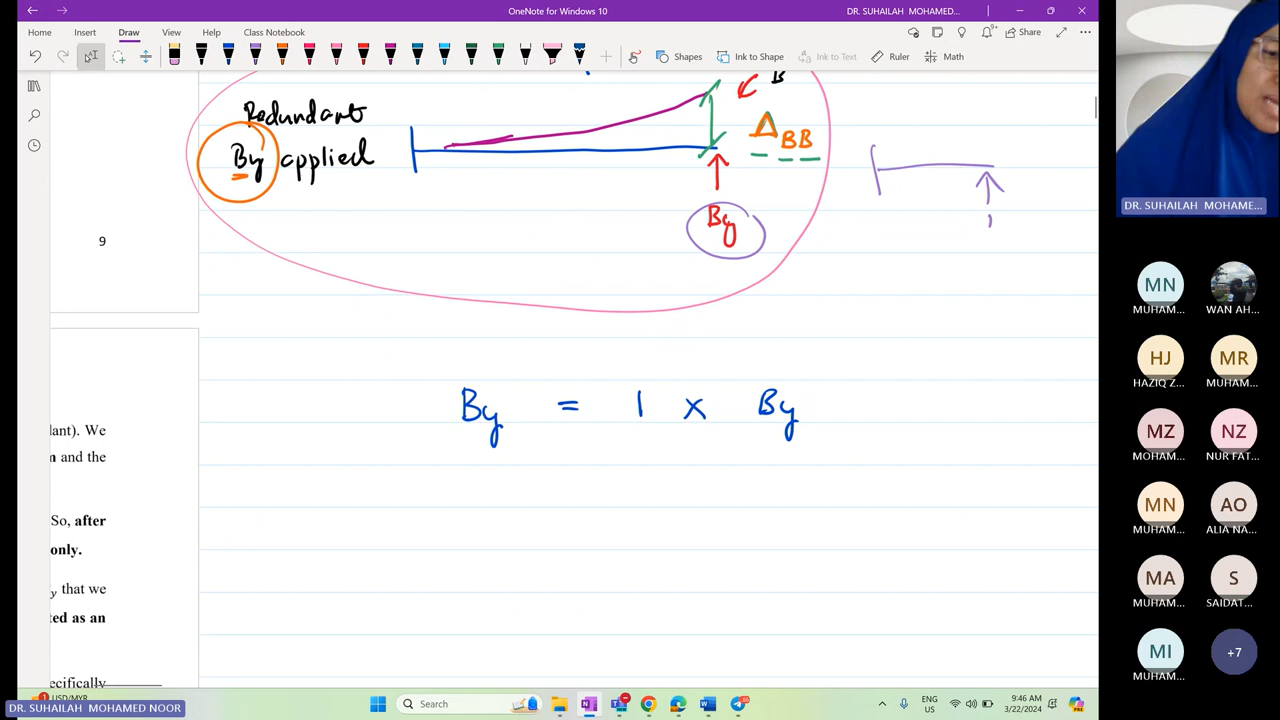 OneNote for Windows 10
DR. SUHAILAH MOHAMED...
Home
Insert
Draw
View
Help
Class Notebook
Share
Shapes
Ink to Shape
Ink to Text
Ruler
Math
Redundant
By applied
B
ΔBB
By
1
9
By = 1 x By
lant). We
m and the
So, after
only.
y that we
ted as an
ecifically
DR. SUHAILAH MOHAMED...
MN
MUHAM...
WAN AH...
HJ
HAZIQ Z...
MR
MUHAM...
MZ
MOHAM...
NZ
NUR FAT...
MN
MUHAM...
AO
ALIA NA...
MA
MUHAM...
S
SAIDAT...
MI
MUHAM...
+7
USD/MYR
DR. SUHAILAH MOHAMED NOOR
Search
ENG
US
9:46 AM
3/22/2024